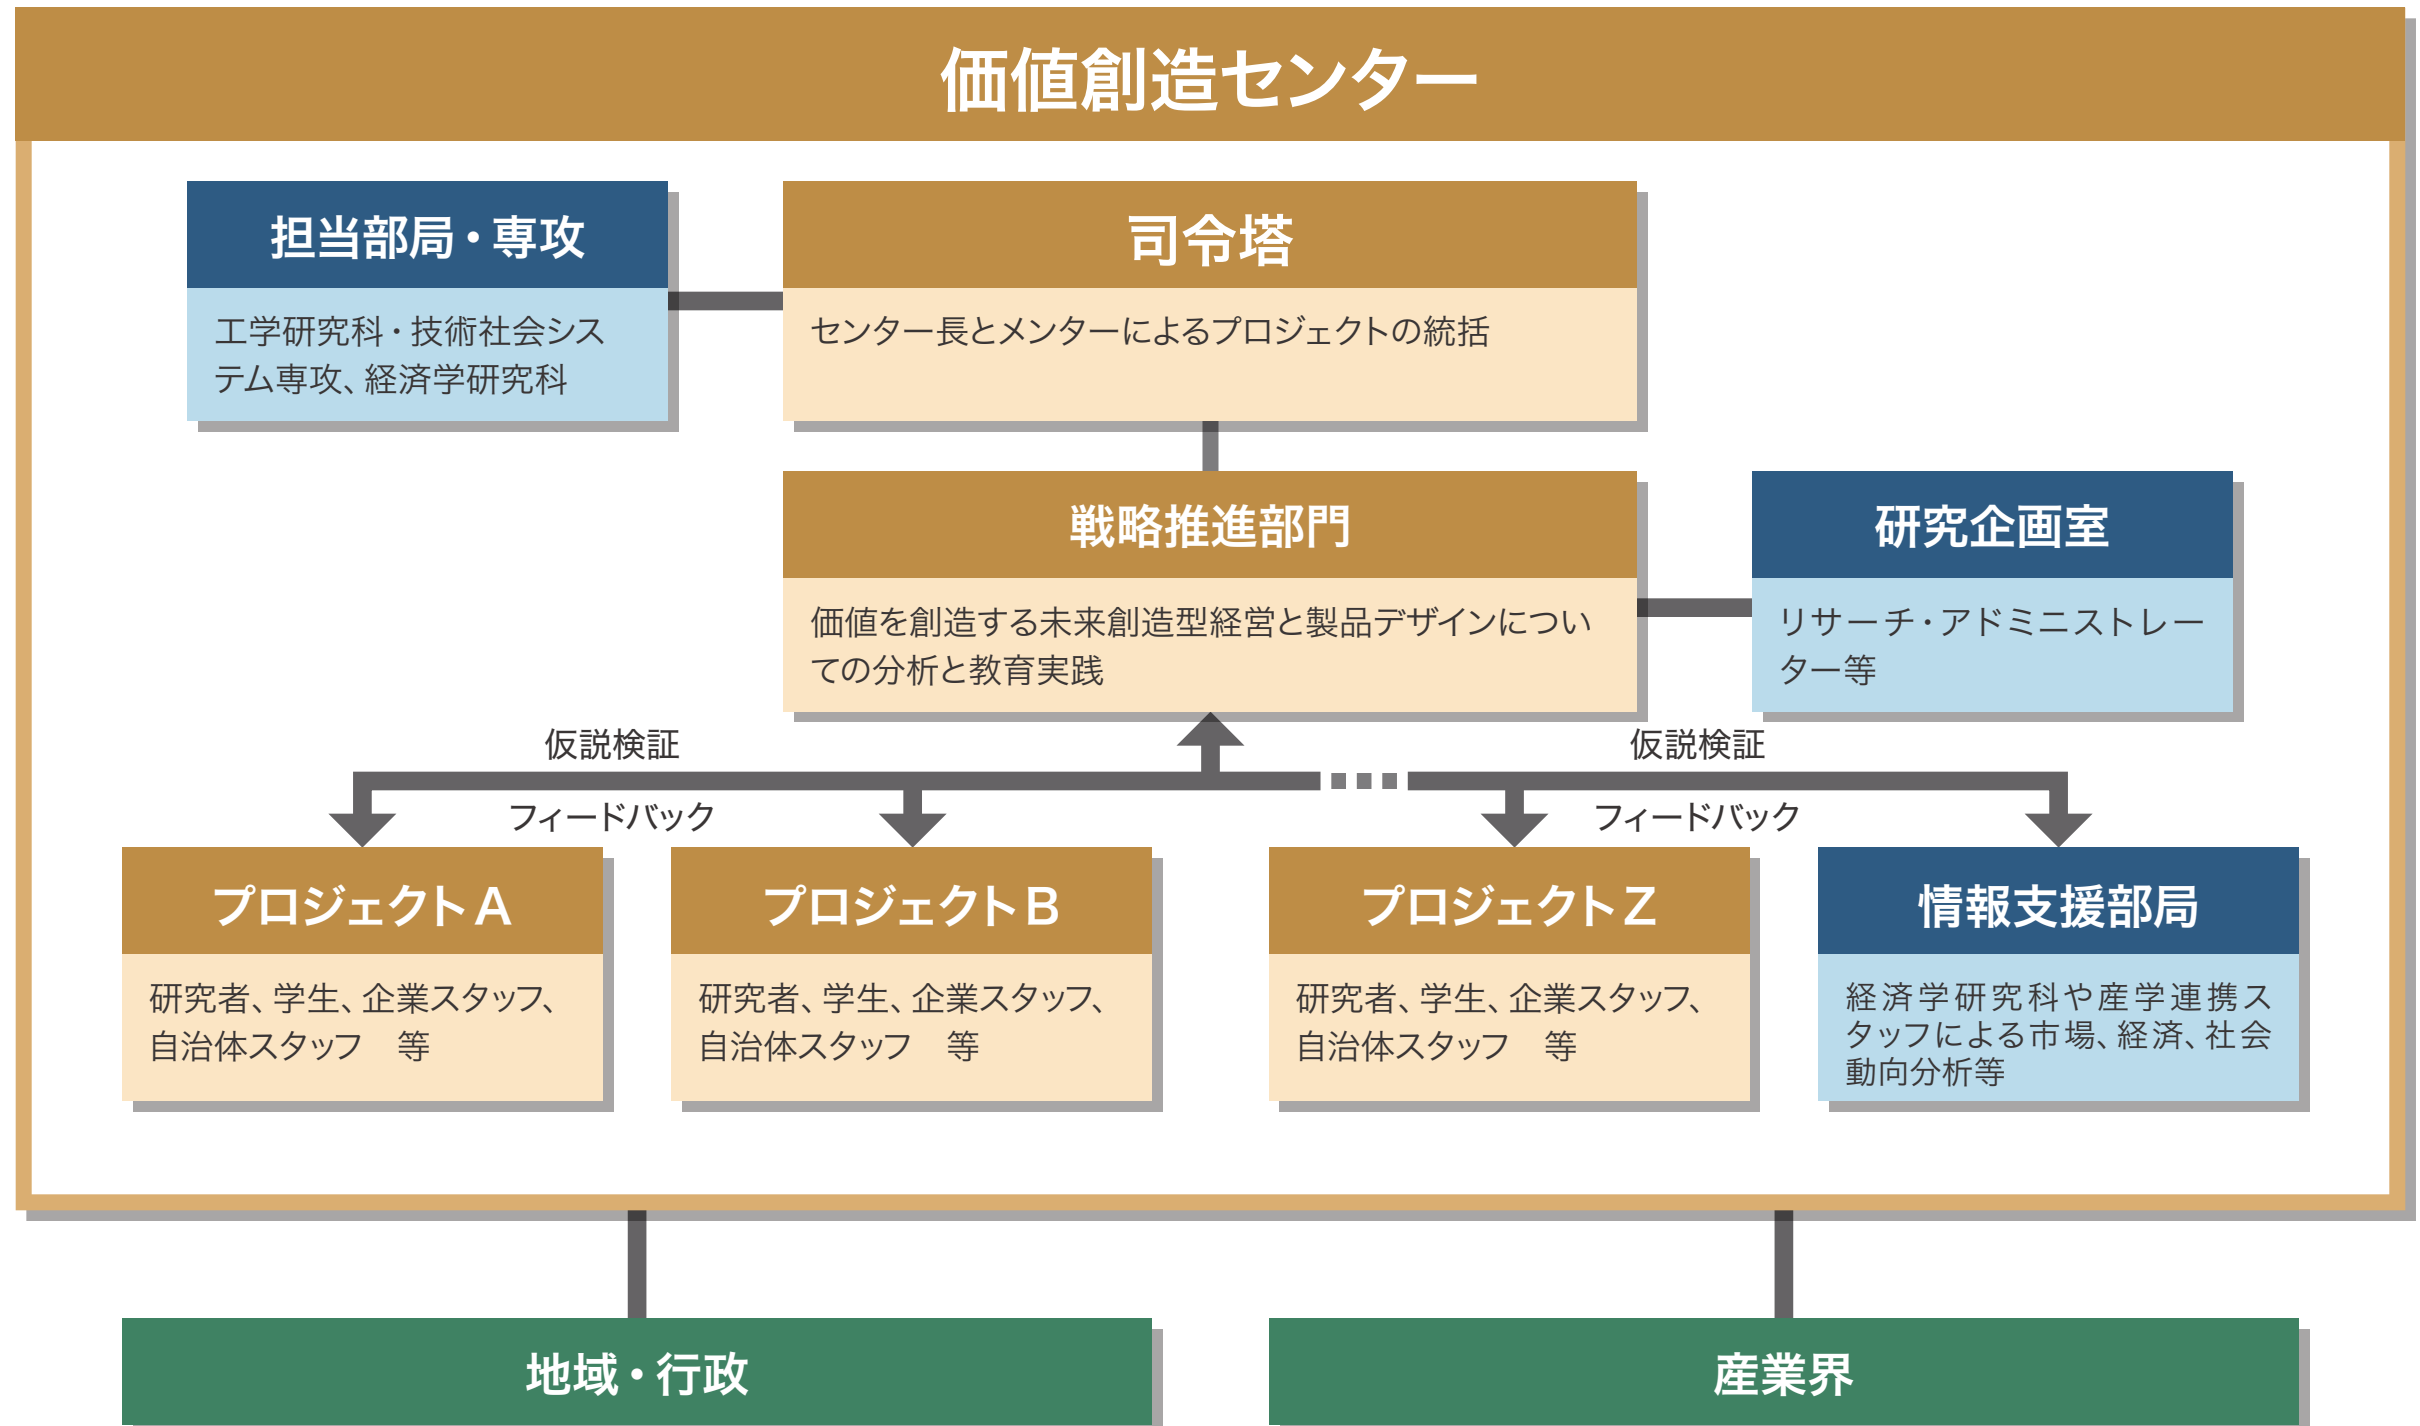 価値創造センター
担当部局・専攻
工学研究科・技術社会シス
テム専攻、経済学研究科
司令塔
センター長とメンターによるプロジェクトの統括
戦略推進部門
価値を創造する未来創造型経営と製品デザインについ
ての分析と教育実践
研究企画室
リサーチ・アドミニストレー
ター等
仮説検証
フィードバック
仮説検証
フィードバック
プロジェクトA
研究者、学生、企業スタッフ、
自治体スタッフ　等
プロジェクトB
研究者、学生、企業スタッフ、
自治体スタッフ　等
プロジェクトZ
研究者、学生、企業スタッフ、
自治体スタッフ　等
情報支援部局
経済学研究科や産学連携ス
タッフによる市場、経済、社会
動向分析等
地域・行政
産業界